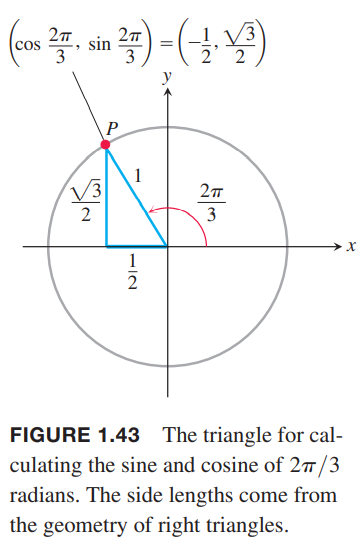 (cos 2π/3, sin 2π/3) = (-1/2, √3/2)
y
P
1
√3/2
2π/3
x
1/2
FIGURE 1.43 The triangle for cal-
culating the sine and cosine of 2π/3
radians. The side lengths come from
the geometry of right triangles.